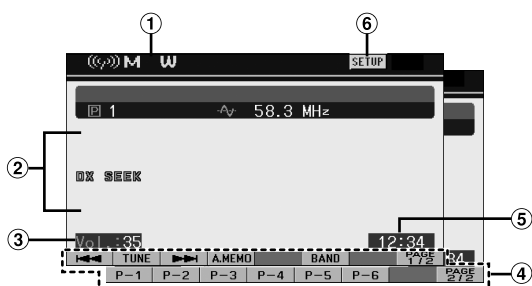 1 6
M W SETUP
P 1 58.3 MHz
2
DX SEEK
3 5
Vol.:35 12:34
TUNE A.MEMO BAND PAGE 1/2 34
4
P-1 P-2 P-3 P-4 P-5 P-6 PAGE 2/2